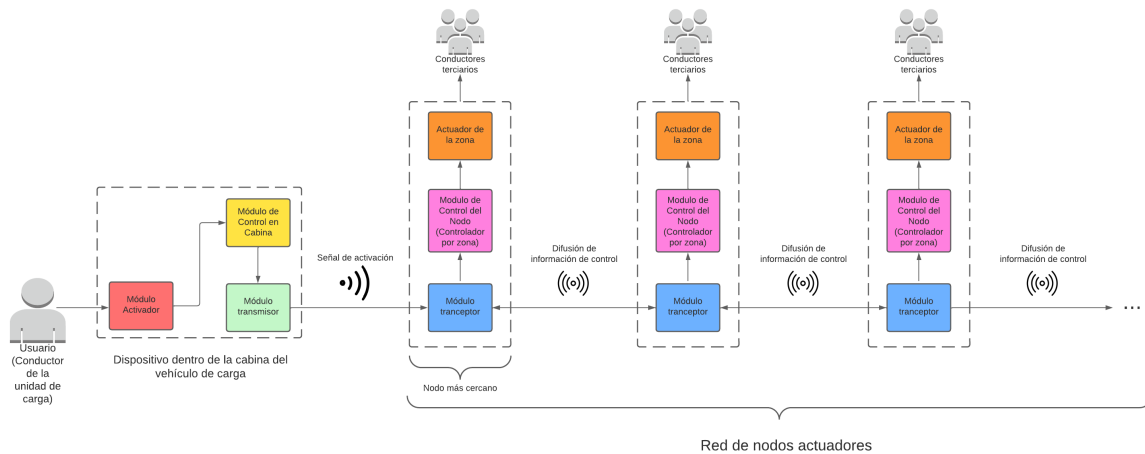 Conductores
terciarios
Conductores
terciarios
Conductores
terciarios
Actuador de
la zona
Actuador de
la zona
Actuador de
la zona
Modulo de
Control del
Nodo
(Controlador
por zona)
Modulo de
Control del
Nodo
(Controlador
por zona)
Modulo de
Control del
Nodo
(Controlador
por zona)
Módulo de
Control en
Cabina
Señal de activación
Difusión de
información de control
Difusión de
información de control
Difusión de
información de control
Módulo
Activador
Módulo
transmisor
Módulo
tranceptor
Módulo
tranceptor
Módulo
tranceptor
...
Usuario
(Conductor
de la
unidad de
carga)
Dispositivo dentro de la cabina del
vehículo de carga
Nodo más cercano
Red de nodos actuadores